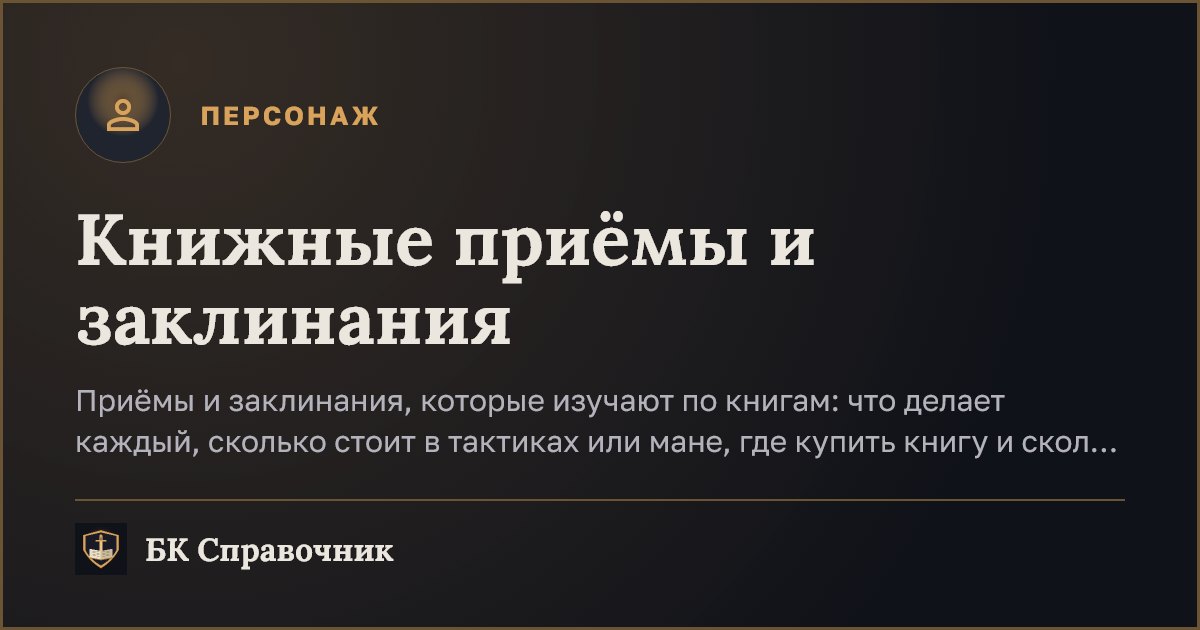 ПЕРСОНАЖ
Книжные приёмы и
заклинания
Приёмы и заклинания, которые изучают по книгам: что делает
каждый, сколько стоит в тактиках или мане, где купить книгу и скол…
БК Справочник